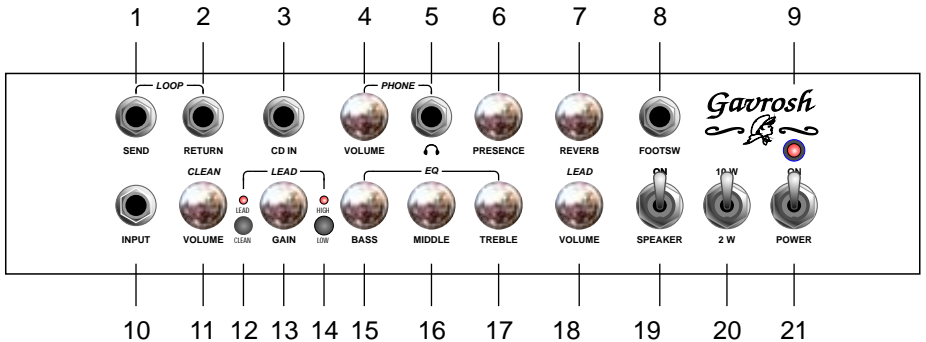 1 2 3 4 5 6 7 8 9
LOOP PHONE Gavrosh
SEND RETURN CD IN VOLUME PRESENCE REVERB FOOTSW
CLEAN LEAD EQ LEAD ON 10 W ON
LEAD HIGH
CLEAN LOW
INPUT VOLUME GAIN BASS MIDDLE TREBLE VOLUME SPEAKER 2 W POWER
10 11 12 13 14 15 16 17 18 19 20 21